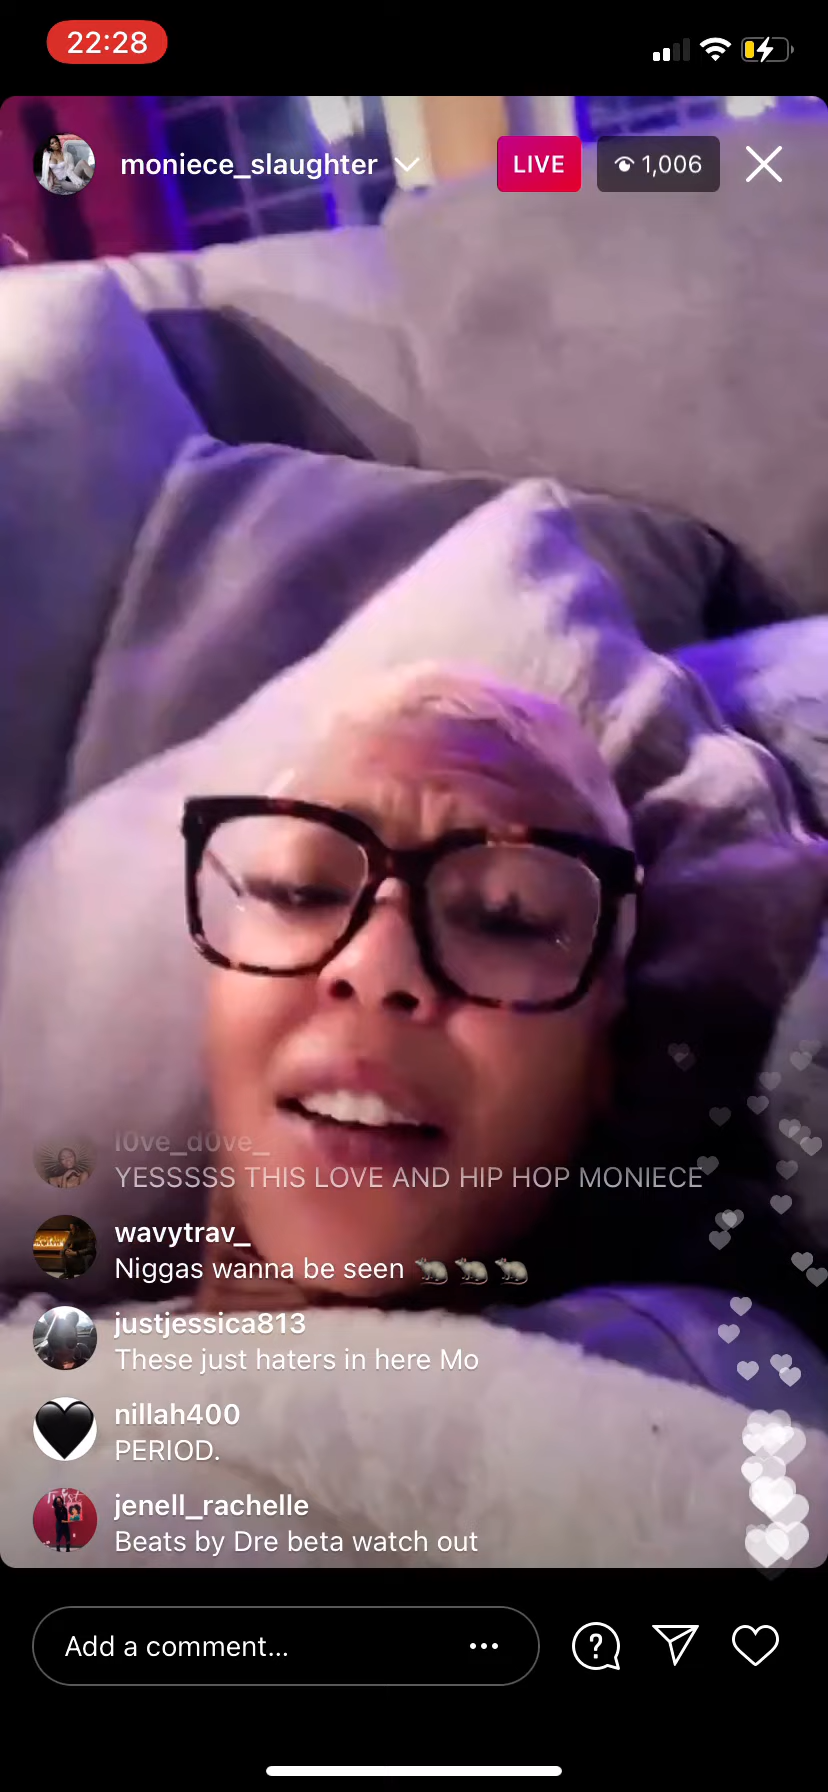 22:28
moniece_slaughter
LIVE
1,006
l0ve_d0ve_
YESSSSS THIS LOVE AND HIP HOP MONIECE
wavytrav_
Niggas wanna be seen 🐀🐀🐀
justjessica813
These just haters in here Mo
nillah400
PERIOD.
jenell_rachelle
Beats by Dre beta watch out
Add a comment...